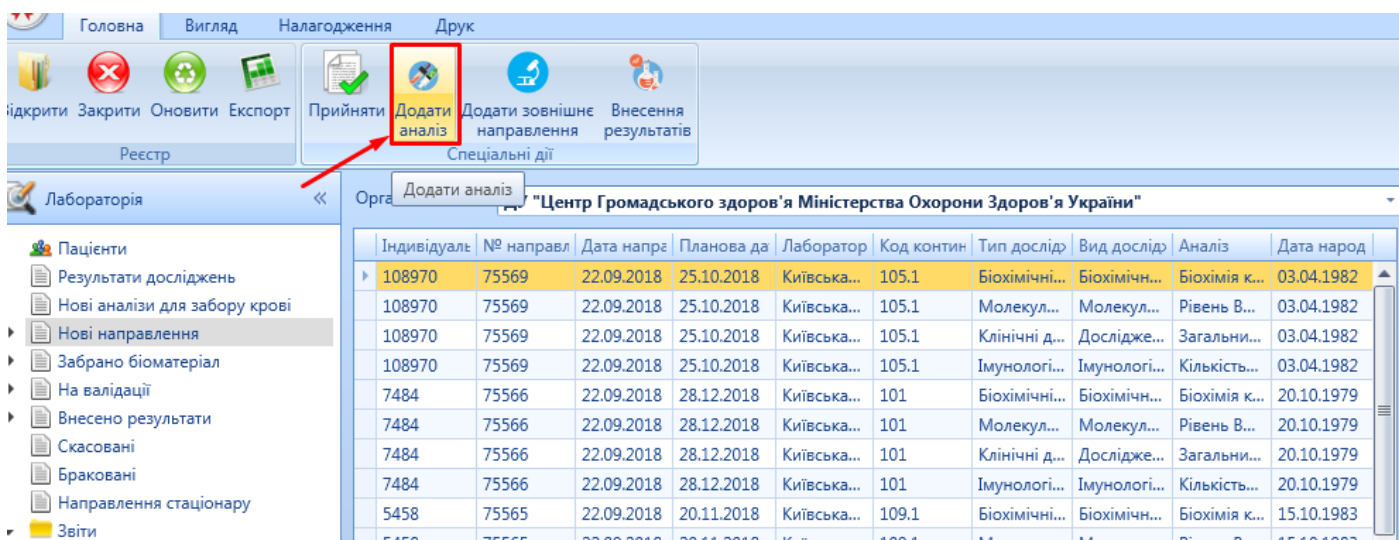 Головна Вигляд Налагодження Друк
Відкрити Закрити Оновити Експорт Прийняти Додати аналіз Додати зовнішнє направлення Внесення результатів
Реєстр Спеціальні дії
Додати аналіз
Лабораторія « Орга ДУ "Центр Громадського здоров'я Міністерства Охорони Здоров'я України"
Індивідуаль № направл Дата напра Планова да Лаборатор Код контин Тип дослід Вид дослід Аналіз Дата народ
Пацієнти
Результати досліджень
Нові аналізи для забору крові
Нові направлення
Забрано біоматеріал
На валідації
Внесено результати
Скасовані
Браковані
Направлення стаціонару
Звіти
108970 75569 22.09.2018 25.10.2018 Київська... 105.1 Біохімічні... Біохімічн... Біохімія к... 03.04.1982
108970 75569 22.09.2018 25.10.2018 Київська... 105.1 Молекул... Молекул... Рівень В... 03.04.1982
108970 75569 22.09.2018 25.10.2018 Київська... 105.1 Клінічні д... Дослідже... Загальни... 03.04.1982
108970 75569 22.09.2018 25.10.2018 Київська... 105.1 Імунологі... Імунологі... Кількість... 03.04.1982
7484 75566 22.09.2018 28.12.2018 Київська... 101 Біохімічні... Біохімічн... Біохімія к... 20.10.1979
7484 75566 22.09.2018 28.12.2018 Київська... 101 Молекул... Молекул... Рівень В... 20.10.1979
7484 75566 22.09.2018 28.12.2018 Київська... 101 Клінічні д... Дослідже... Загальни... 20.10.1979
7484 75566 22.09.2018 28.12.2018 Київська... 101 Імунологі... Імунологі... Кількість... 20.10.1979
5458 75565 22.09.2018 20.11.2018 Київська... 109.1 Біохімічні... Біохімічн... Біохімія к... 15.10.1983